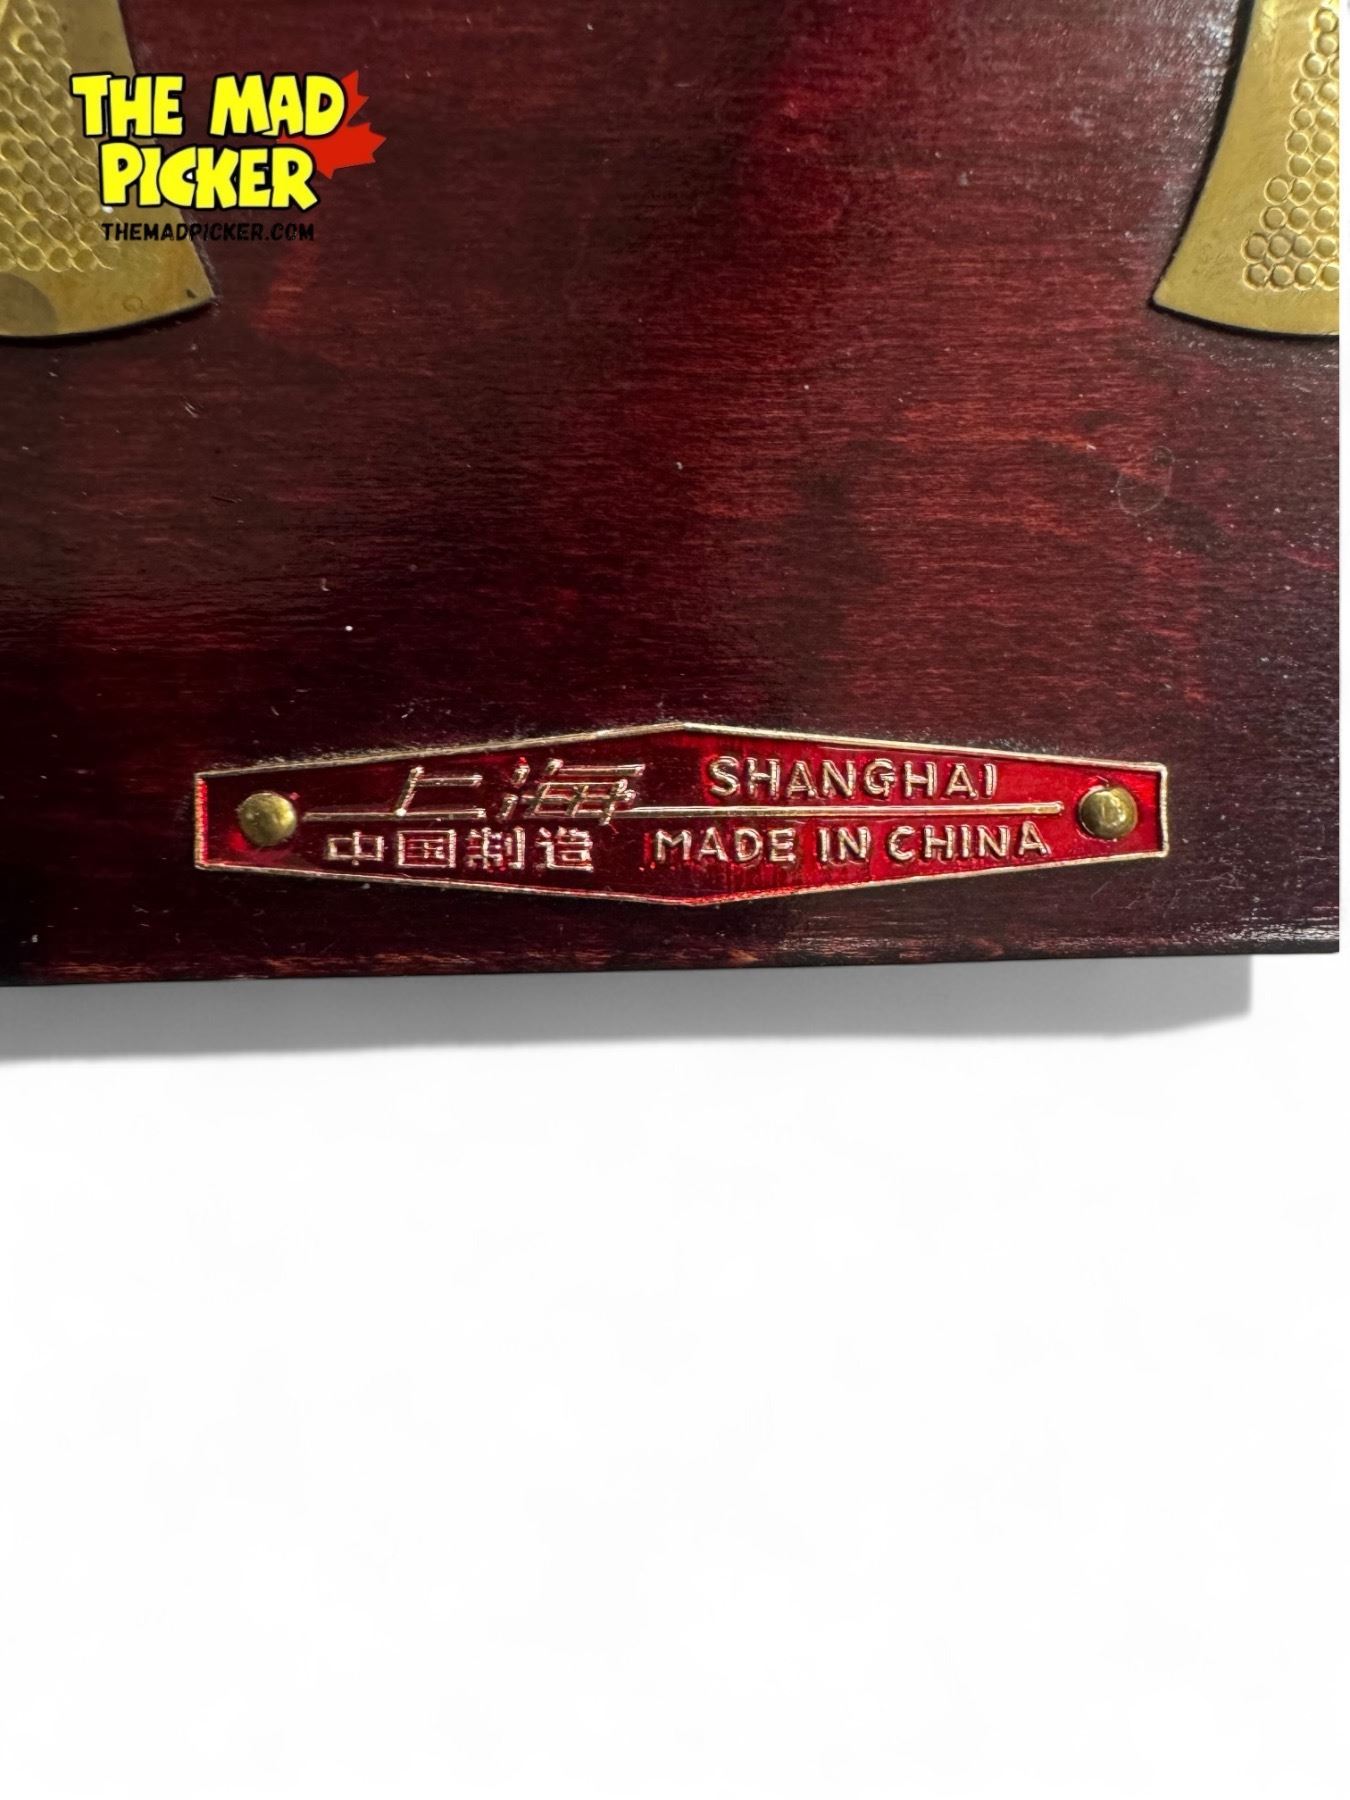 THE MAD
PICKER
THEMADPICKER.COM
上海 SHANGHAI
中国制造 MADE IN CHINA